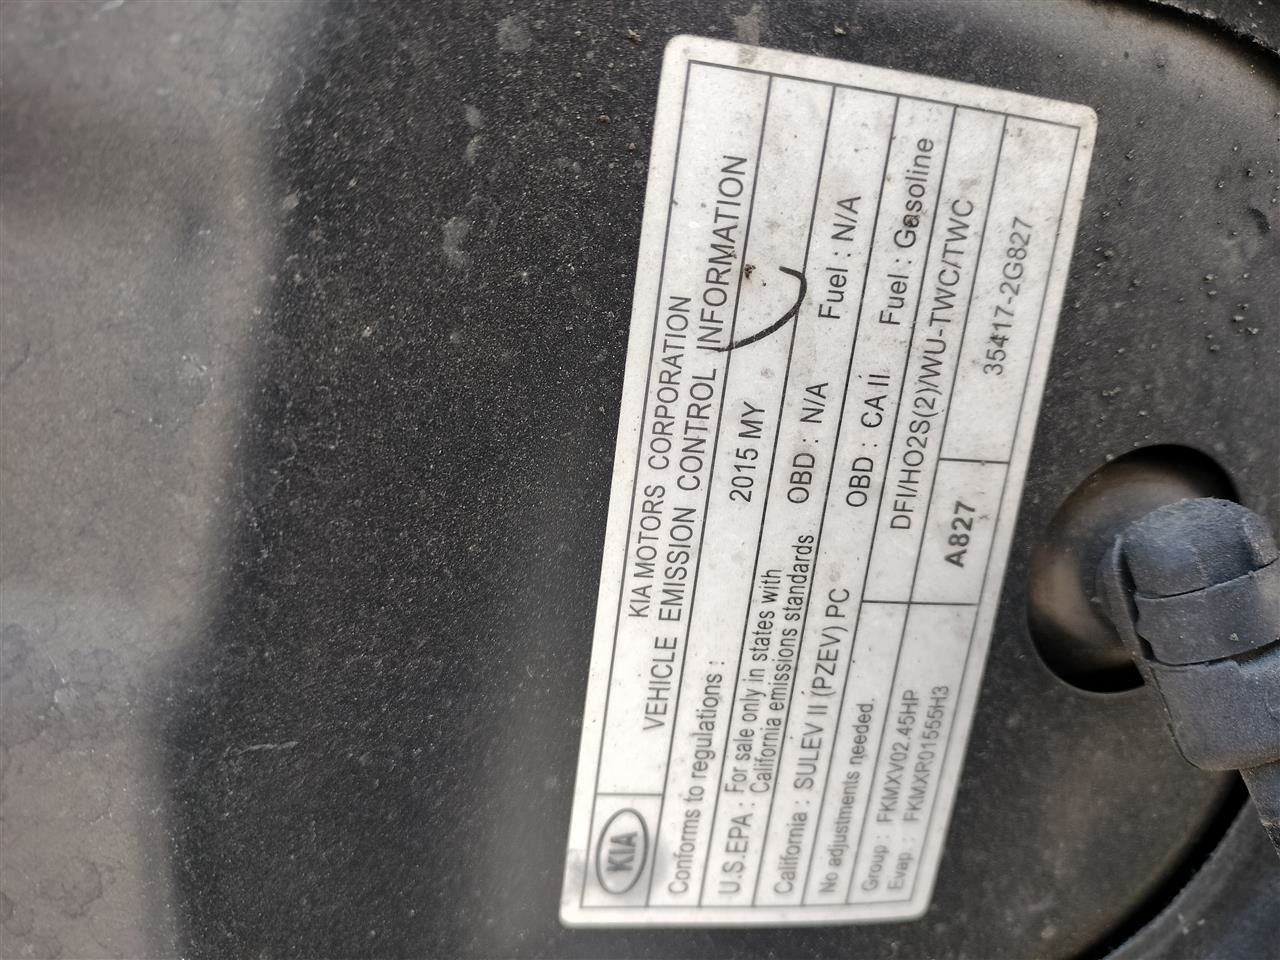 KIA
KIA MOTORS CORPORATION
VEHICLE EMISSION CONTROL INFORMATION
Conforms to regulations : 2015 MY
U.S.EPA : For sale only in states with California emissions standards OBD : N/A Fuel : N/A
California : SULEV II (PZEV) PC OBD : CA II Fuel : Gasoline
No adjustments needed. DFI/HO2S(2)/WU-TWC/TWC
Group : FKMXV02.45HP
Evap. : FKMXR01555H3
A827
35417-2G827